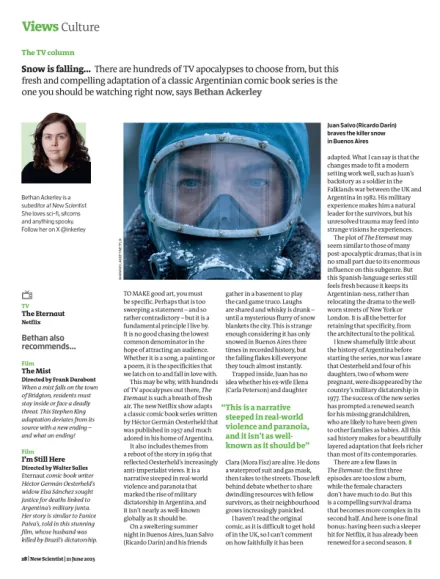 Views Culture
The TV column
Snow is falling... There are hundreds of TV apocalypses to choose from, but this
fresh and compelling adaptation of a classic Argentinian comic book series is the
one you should be watching right now, says Bethan Ackerley
Bethan Ackerley is a
subeditor at New Scientist
She loves sci-fi, sitcoms
and anything spooky.
Follow her on X @inkerley
TV
The Eternaut
Netflix
Bethan also
recommends...
Film
The Mist
Directed by Frank Darabont
When a mist falls on the town
of Bridgton, residents must
stay inside or face a deadly
threat. This Stephen King
adaptation deviates from its
source with a new ending –
and what an ending!
Film
I'm Still Here
Directed by Walter Salles
Eternaut comic book writer
Héctor Germán Oesterheld's
widow Elsa Sánchez sought
justice for deaths linked to
Argentina's military junta.
Her story is similar to Eunice
Paiva's, told in this stunning
film, whose husband was
killed by Brazil's dictatorship.
28 | New Scientist | 21 June 2025
TO MAKE good art, you must
be specific. Perhaps that is too
sweeping a statement – and so
rather contradictory – but it is a
fundamental principle I live by.
It is no good chasing the lowest
common denominator in the
hope of attracting an audience.
Whether it is a song, a painting or
a poem, it is the specificities that
we latch on to and fall in love with.
This may be why, with hundreds
of TV apocalypses out there, The
Eternaut is such a breath of fresh
air. The new Netflix show adapts
a classic comic book series written
by Héctor Germán Oesterheld that
was published in 1957 and much
adored in his home of Argentina.
It also includes themes from
a reboot of the story in 1969 that
reflected Oesterheld's increasingly
anti-imperialist views. It is a
narrative steeped in real-world
violence and paranoia that
marked the rise of military
dictatorship in Argentina, and
it isn't nearly as well-known
globally as it should be.
On a sweltering summer
night in Buenos Aires, Juan Salvo
(Ricardo Darín) and his friends
gather in a basement to play
the card game truco. Laughs
are shared and whisky is drunk –
until a mysterious flurry of snow
blankets the city. This is strange
enough considering it has only
snowed in Buenos Aires three
times in recorded history, but
the falling flakes kill everyone
they touch almost instantly.
Trapped inside, Juan has no
idea whether his ex-wife Elena
(Carla Peterson) and daughter
"This is a narrative
steeped in real-world
violence and paranoia,
and it isn't as well-
known as it should be"
Clara (Mora Fisz) are alive. He dons
a waterproof suit and gas mask,
then takes to the streets. Those left
behind debate whether to share
dwindling resources with fellow
survivors, as their neighbourhood
grows increasingly panicked.
I haven't read the original
comic, as it is difficult to get hold
of in the UK, so I can't comment
on how faithfully it has been
Juan Salvo (Ricardo Darín)
braves the killer snow
in Buenos Aires
adapted. What I can say is that the
changes made to fit a modern
setting work well, such as Juan's
backstory as a soldier in the
Falklands war between the UK and
Argentina in 1982. His military
experience makes him a natural
leader for the survivors, but his
unresolved trauma may feed into
strange visions he experiences.
The plot of The Eternaut may
seem similar to those of many
post-apocalyptic dramas; that is in
no small part due to its enormous
influence on this subgenre. But
this Spanish-language series still
feels fresh because it keeps its
Argentinian-ness, rather than
relocating the drama to the well-
worn streets of New York or
London. It is all the better for
retaining that specificity, from
the architectural to the political.
I knew shamefully little about
the history of Argentina before
starting the series, nor was I aware
that Oesterheld and four of his
daughters, two of whom were
pregnant, were disappeared by the
country's military dictatorship in
1977. The success of the new series
has prompted a renewed search
for his missing grandchildren,
who are likely to have been given
to other families as babies. All this
sad history makes for a beautifully
layered adaptation that feels richer
than most of its contemporaries.
There are a few flaws in
The Eternaut: the first three
episodes are too slow a burn,
while the female characters
don't have much to do. But this
is a compelling survival drama
that becomes more complex in its
second half. And here is one final
bonus: having been such a sleeper
hit for Netflix, it has already been
renewed for a second season.